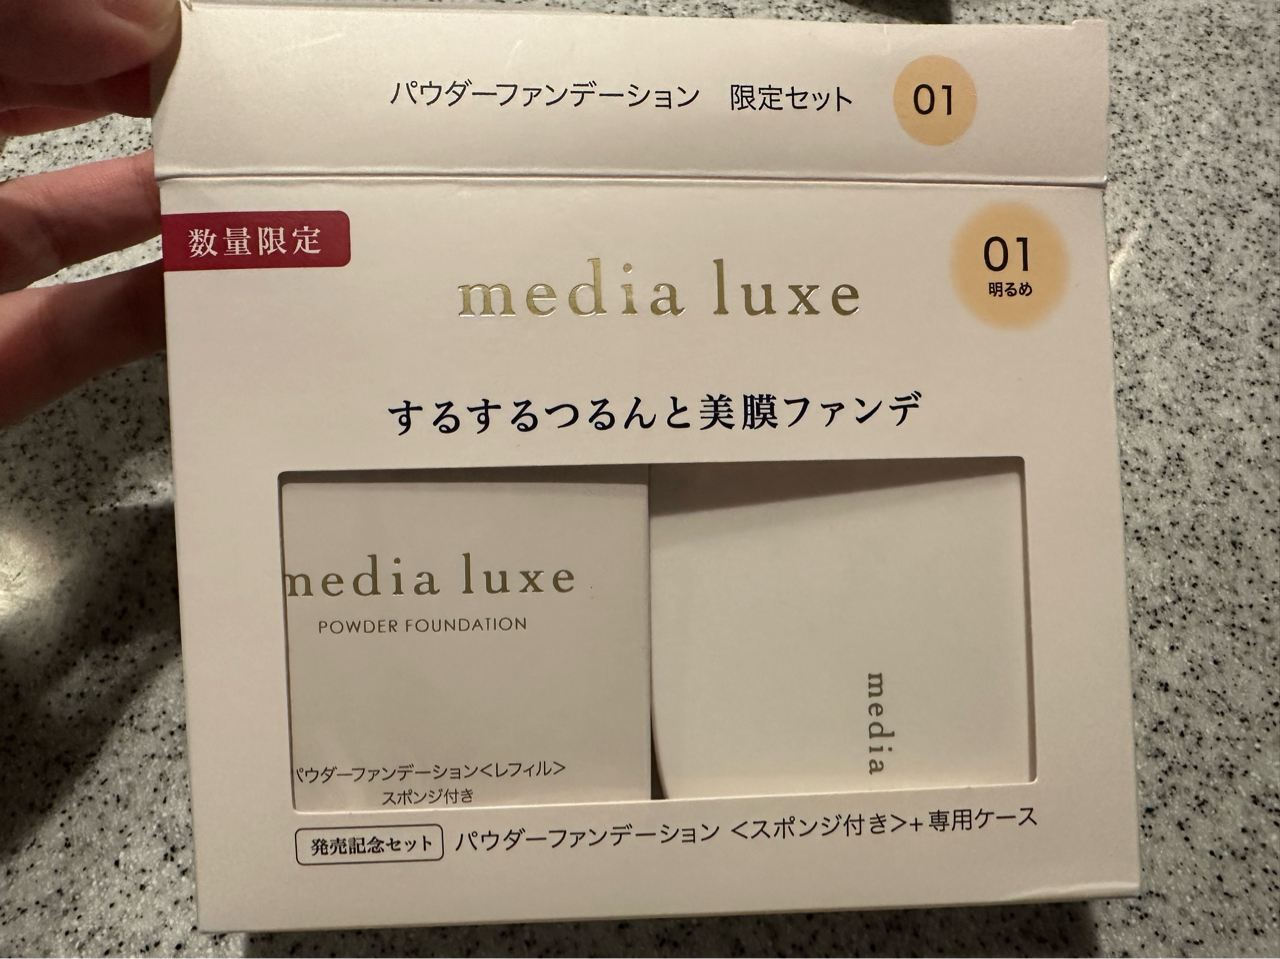 パウダーファンデーション 限定セット 01
数量限定
01
明るめ
media luxe
するするつるんと美膜ファンデ
media luxe
POWDER FOUNDATION
パウダーファンデーション<レフィル>
スポンジ付き
media
発売記念セット パウダーファンデーション <スポンジ付き>+専用ケース